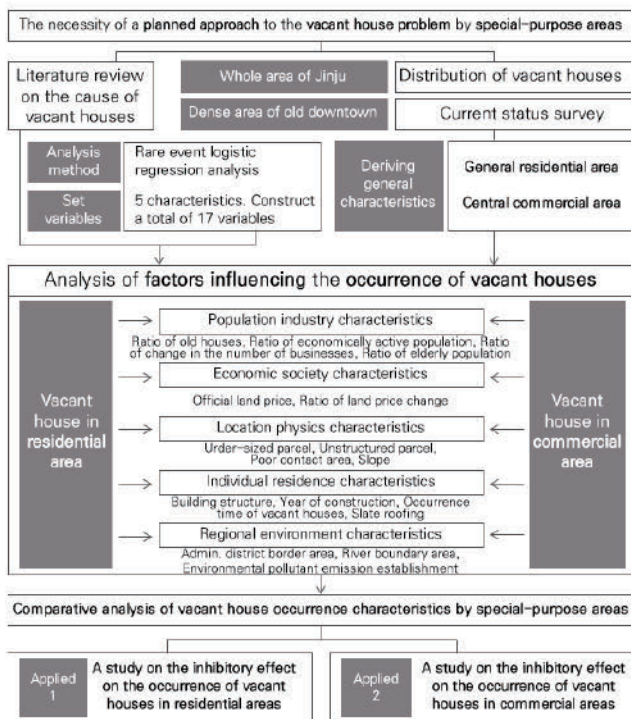 The necessity of a planned approach to the vacant house problem by special-purpose areas
Literature review
on the cause of
vacant houses
Whole area of Jinju
Dense area of old downtown
Distribution of vacant houses
Current status survey
Analysis
method
Rare event logistic
regression analysis
Set
variables
5 characteristics. Construct
a total of 17 variables
Deriving
general
characteristics
General residential area
Central commercial area
Analysis of factors influencing the occurrence of vacant houses
Vacant
house in
residential
area
Population industry characteristics
Ratio of old houses, Ratio of economically active population, Ratio
of change in the number of businesses, Ratio of elderly population
Economic society characteristics
Official land price, Ratio of land price change
Location physics characteristics
Urder-sized parcel, Unstructured parcel,
Poor contact area, Slope
Individual residence characteristics
Building structure, Year of construction, Occurrence
time of vacant houses, Slate roofing
Regional environment characteristics
Admin. district border area, River boundary area,
Environmental pollutant emission establishment
Vacant
house in
commercial
area
Comparative analysis of vacant house occurrence characteristics by special-purpose areas
Applied
1
A study on the inhibitory effect
on the occurrence of vacant
houses in residential areas
Applied
2
A study on the inhibitory effect
on the occurrence of vacant
houses in commercial areas